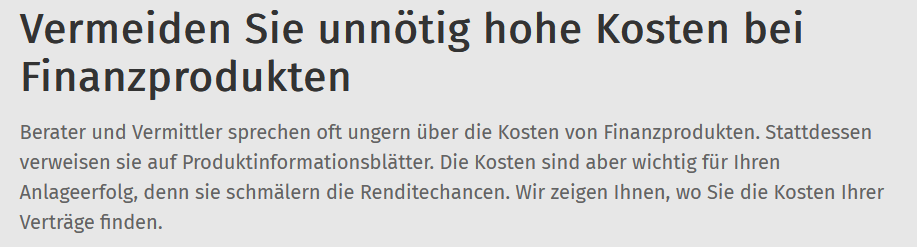 Vermeiden Sie unnötig hohe Kosten bei
Finanzprodukten
Berater und Vermittler sprechen oft ungern über die Kosten von Finanzprodukten. Stattdessen
verweisen sie auf Produktinformationsblätter. Die Kosten sind aber wichtig für Ihren
Anlageerfolg, denn sie schmälern die Renditechancen. Wir zeigen Ihnen, wo Sie die Kosten Ihrer
Verträge finden.